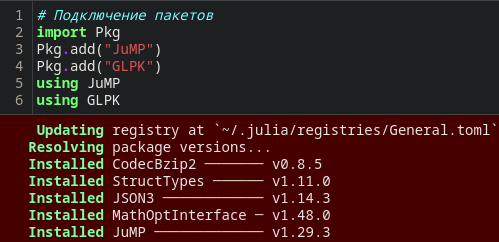 1 # Подключение пакетов
2 import Pkg
3 Pkg.add("JuMP")
4 Pkg.add("GLPK")
5 using JuMP
6 using GLPK
Updating registry at `~/.julia/registries/General.toml`
Resolving package versions...
Installed CodecBzip2 ─────── v0.8.5
Installed StructTypes ────── v1.11.0
Installed JSON3 ──────────── v1.14.3
Installed MathOptInterface ─ v1.48.0
Installed JuMP ───────────── v1.29.3